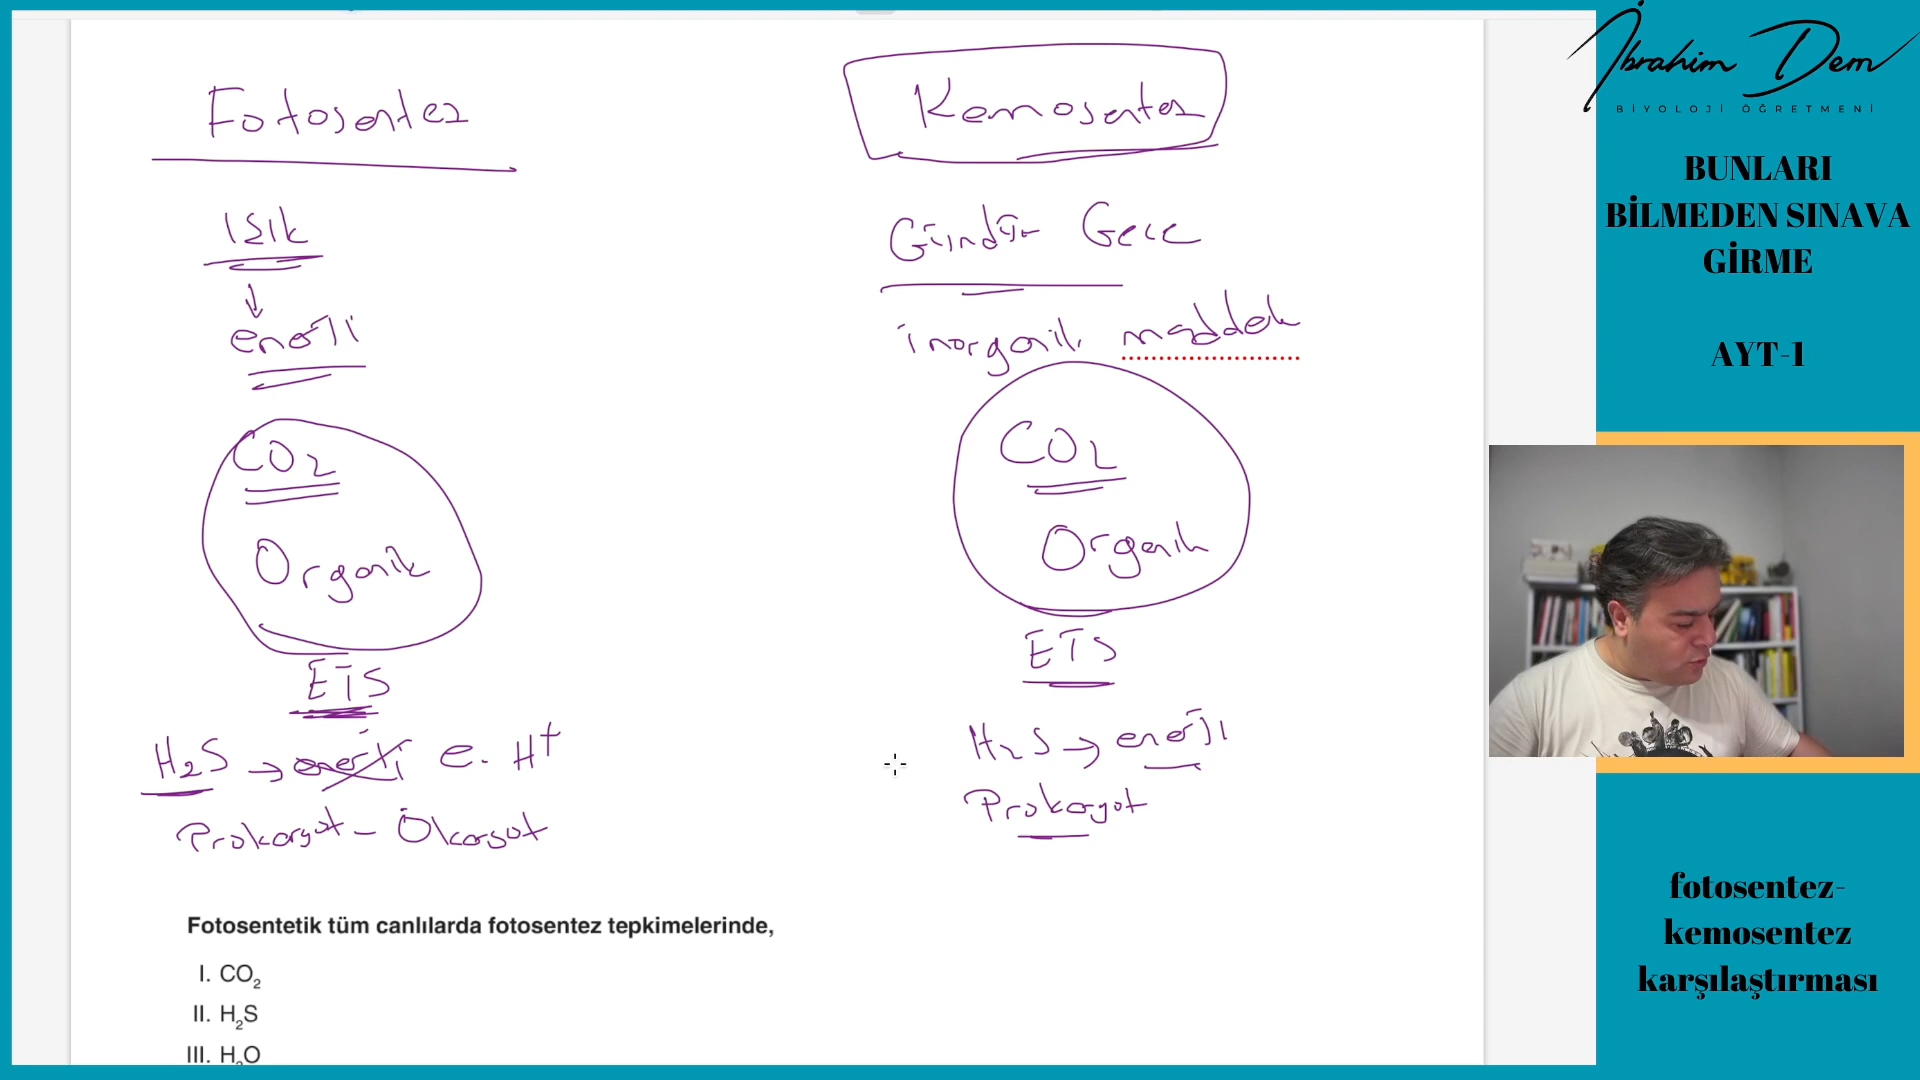 Fotosentez
Işık
↓
enerji
CO2
Organik
ETS
H2S → enerji e. H+
Prokaryot - Ökaryot
Kemosentez
Gündüz Gece
inorganik madde
CO2
Organik
ETS
H2S → enerji
Prokaryot
Fotosentetik tüm canlılarda fotosentez tepkimelerinde,
I. CO2
II. H2S
III. H2O
İbrahim Dem
BİYOLOJİ ÖĞRETMENİ
BUNLARI
BİLMEDEN SINAVA
GİRME
AYT-1
fotosentez-
kemosentez
karşılaştırması